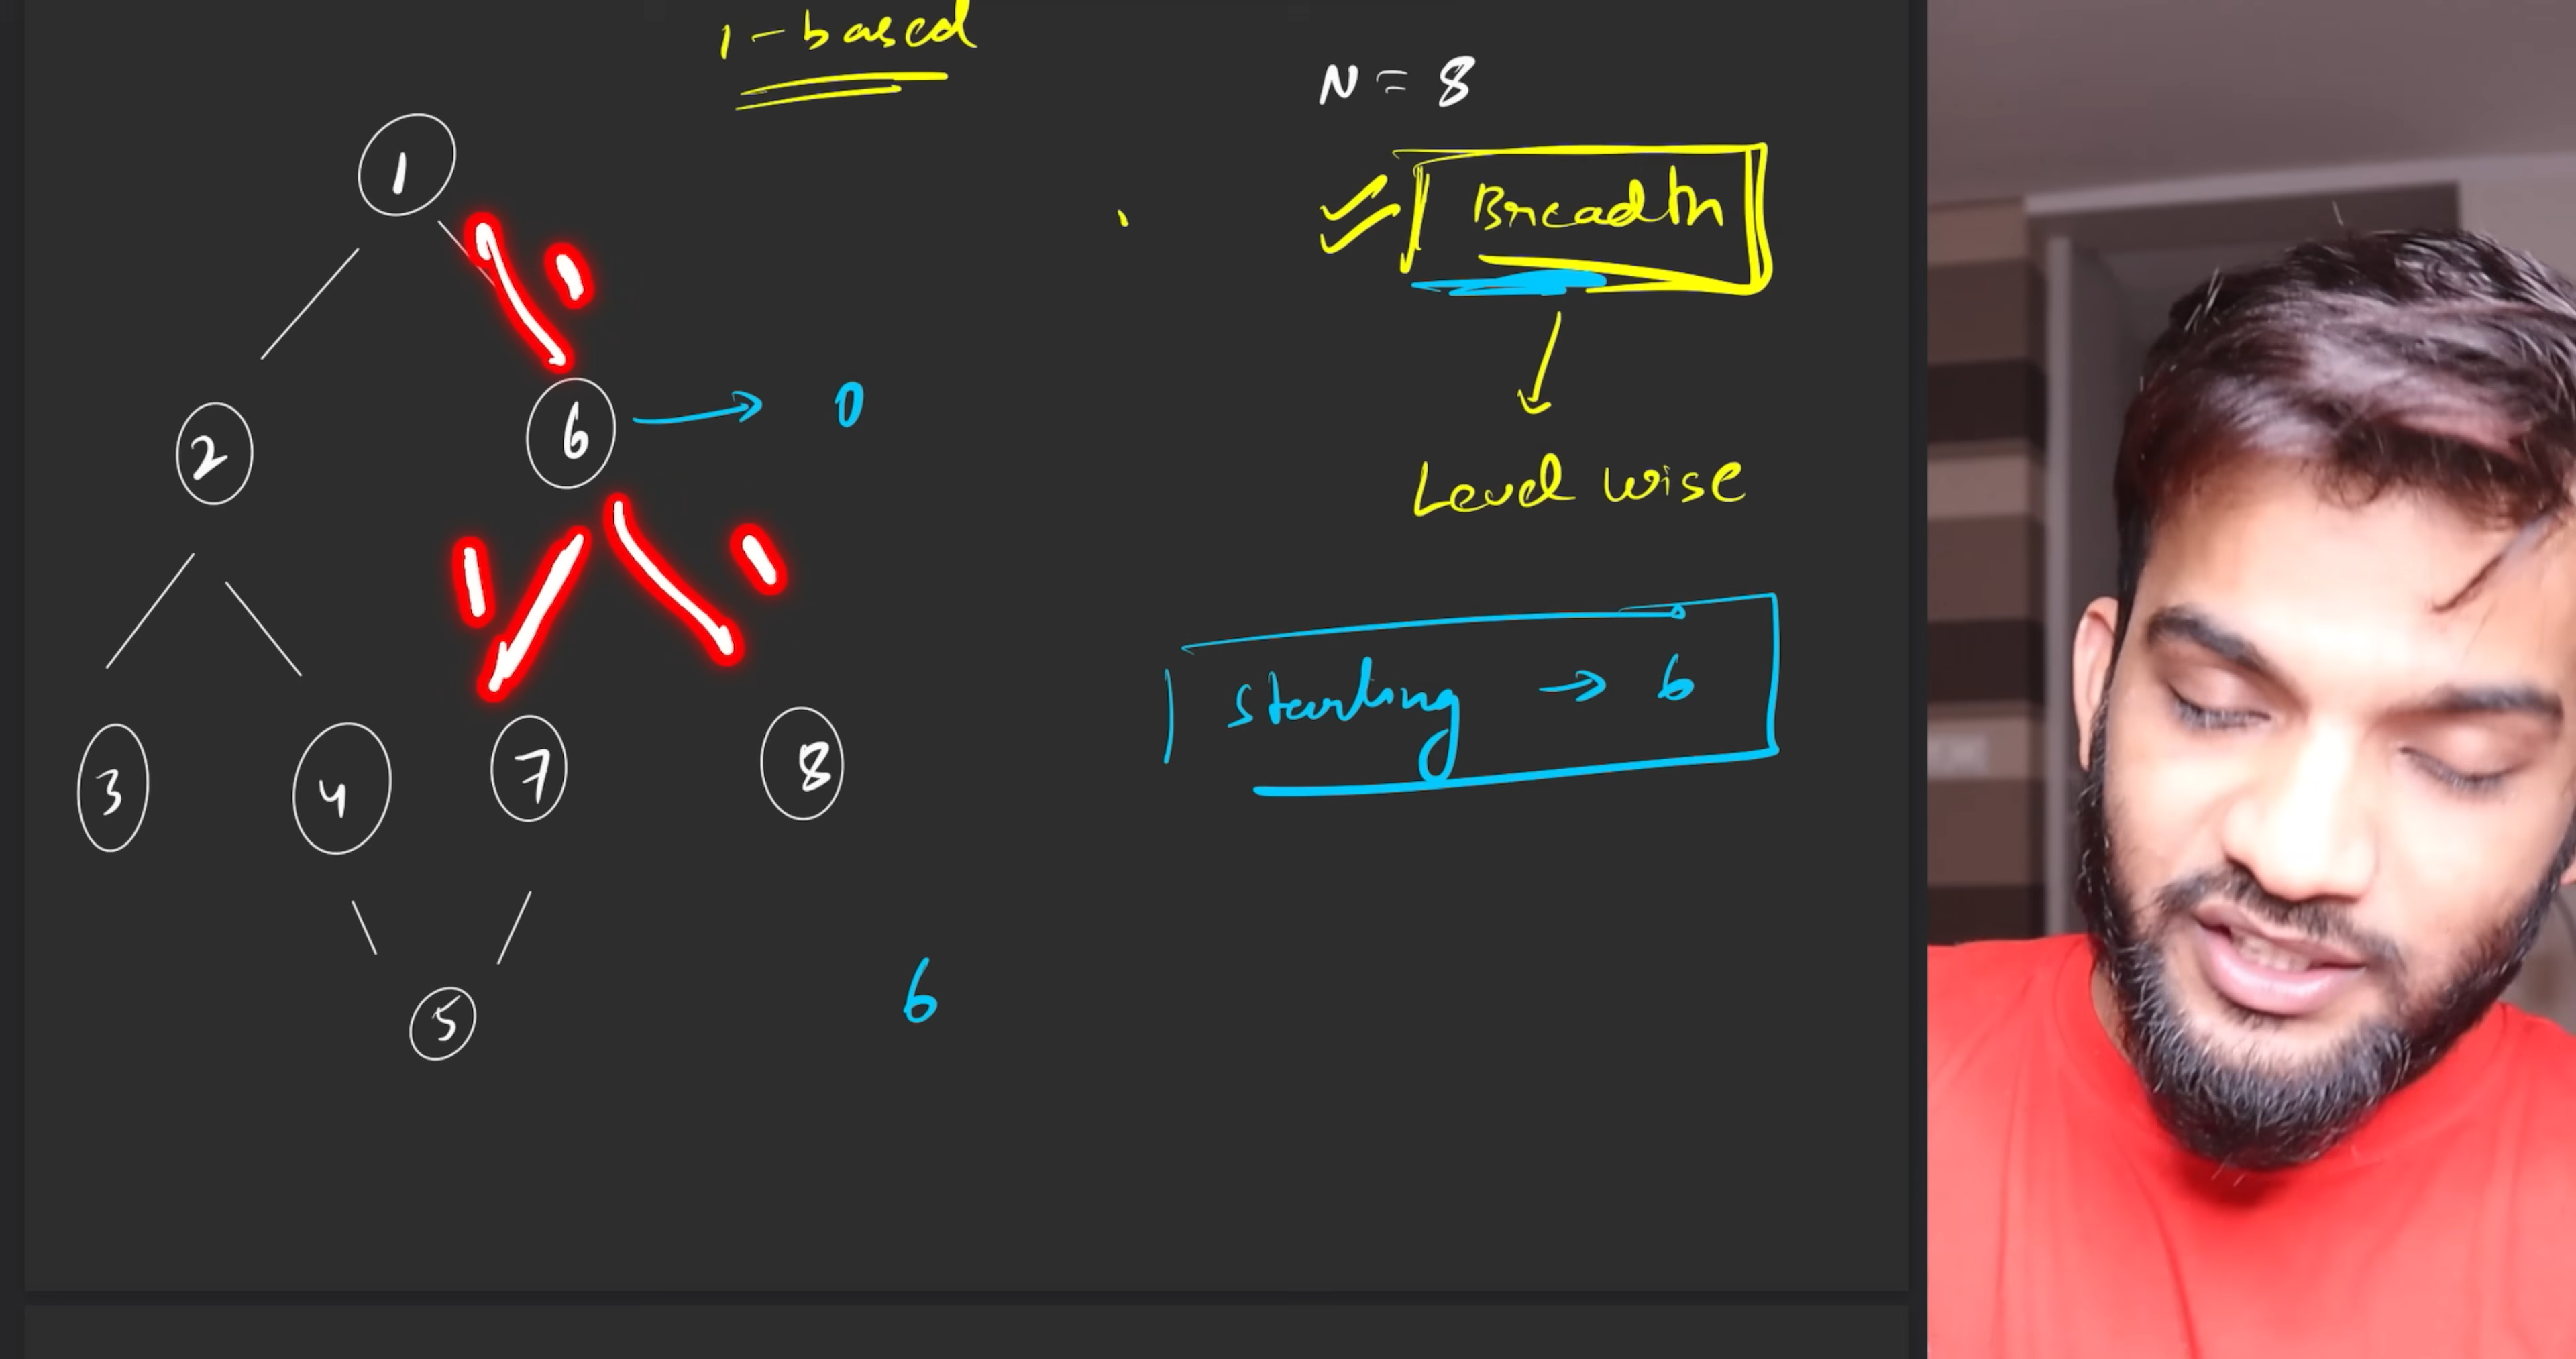 1-based
N = 8
1
Breadth
2
6 → 0
Level wise
3
4
7
8
starting → 6
5
6